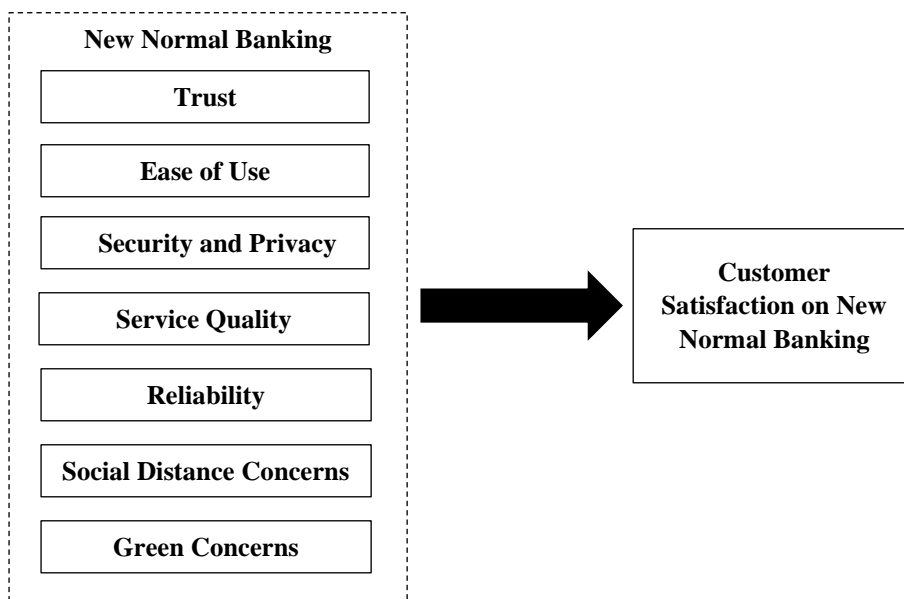 New Normal Banking
Trust
Ease of Use
Security and Privacy
Service Quality
Reliability
Social Distance Concerns
Green Concerns
Customer
Satisfaction on New
Normal Banking